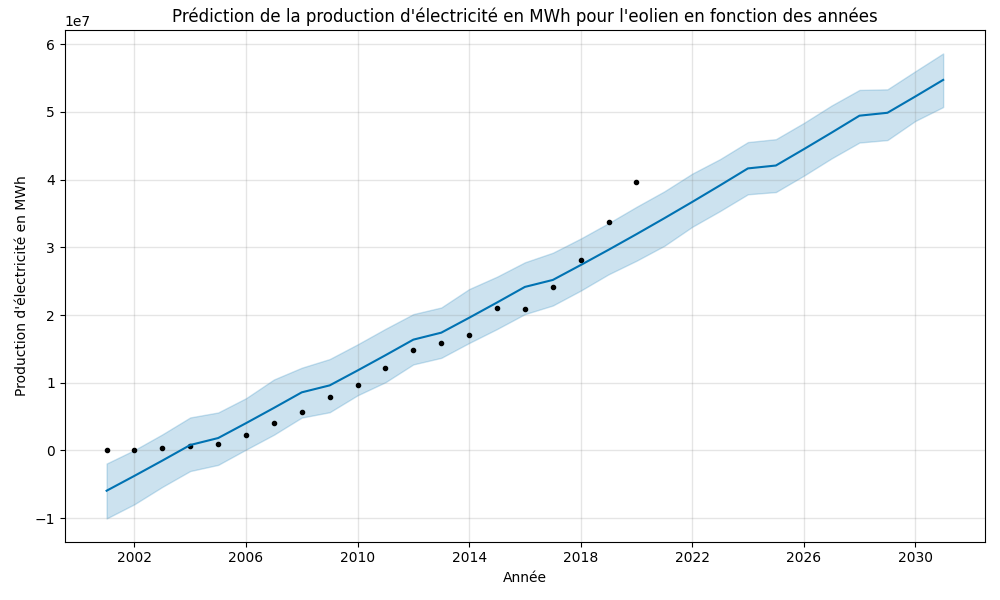 Prédiction de la production d'électricité en MWh pour l'eolien en fonction des années
1e7
6
5
4
3
2
1
0
−1
Production d'électricité en MWh
2002 2006 2010 2014 2018 2022 2026 2030
Année